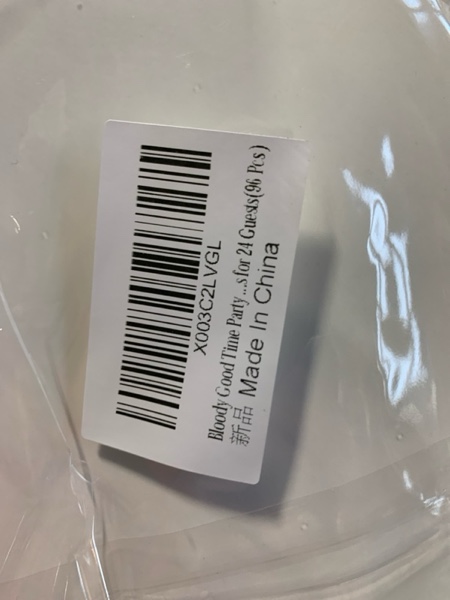 X003C2LVGL
Bloody Good Time Party ...s for 24 Guests(96 Pcs)
新品 Made In China